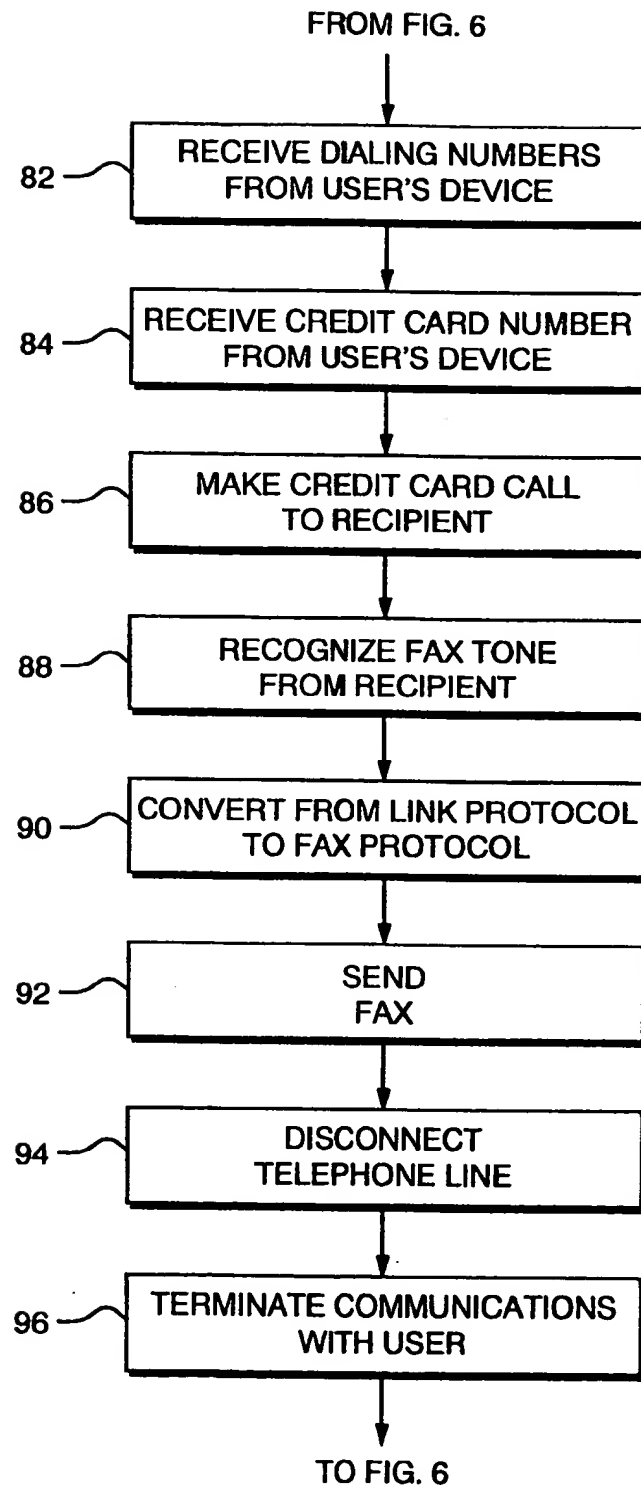 FROM FIG. 6
82
RECEIVE DIALING NUMBERS
FROM USER'S DEVICE
84
RECEIVE CREDIT CARD NUMBER
FROM USER'S DEVICE
86
MAKE CREDIT CARD CALL
TO RECIPIENT
88
RECOGNIZE FAX TONE
FROM RECIPIENT
90
CONVERT FROM LINK PROTOCOL
TO FAX PROTOCOL
92
SEND
FAX
94
DISCONNECT
TELEPHONE LINE
96
TERMINATE COMMUNICATIONS
WITH USER
TO FIG. 6